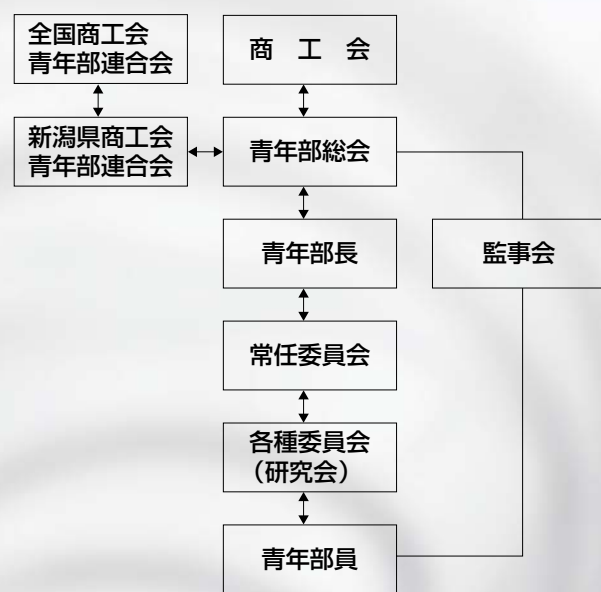 全国商工会
青年部連合会
商　工　会
新潟県商工会
青年部連合会
青年部総会
青年部長
監事会
常任委員会
各種委員会
（研究会）
青年部員